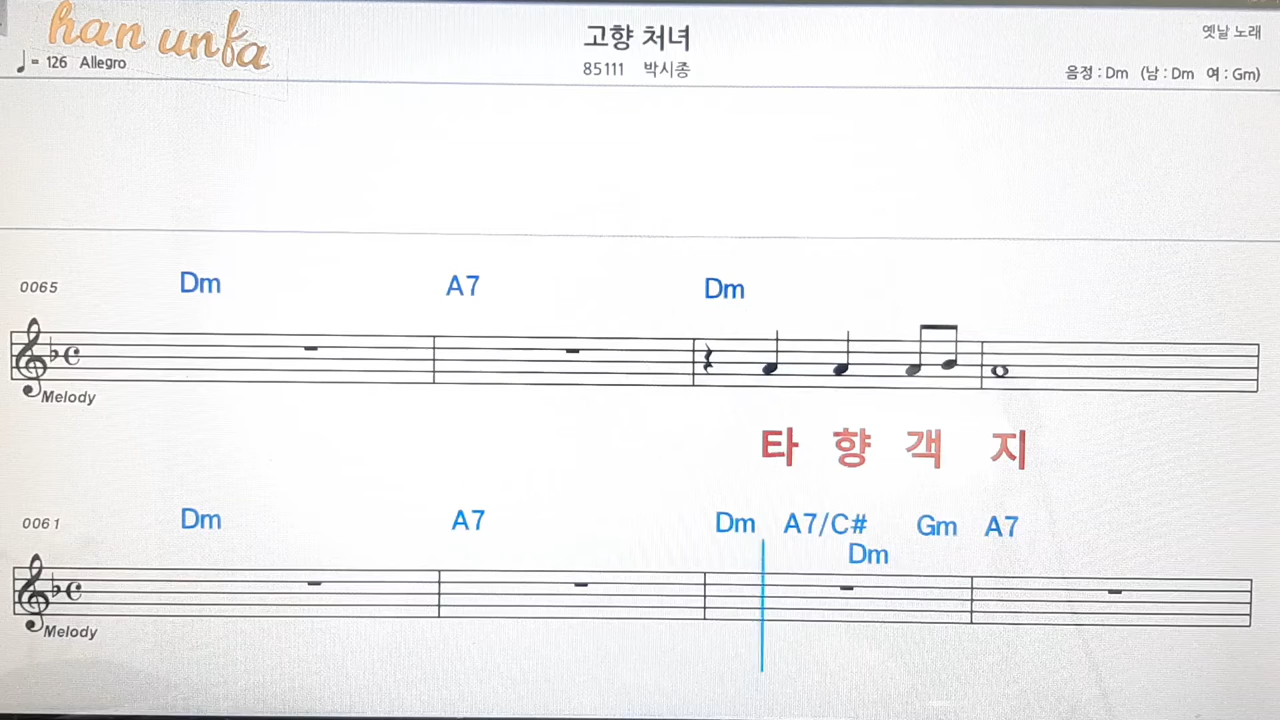 han unfa
고향 처녀
옛날 노래
♩= 126 Allegro
85111 박시종
음정 : Dm (남 : Dm 여 : Gm)
0065 Dm A7 Dm
Melody
타 향 객 지
0061 Dm A7 Dm A7/C# Gm A7
Dm
Melody